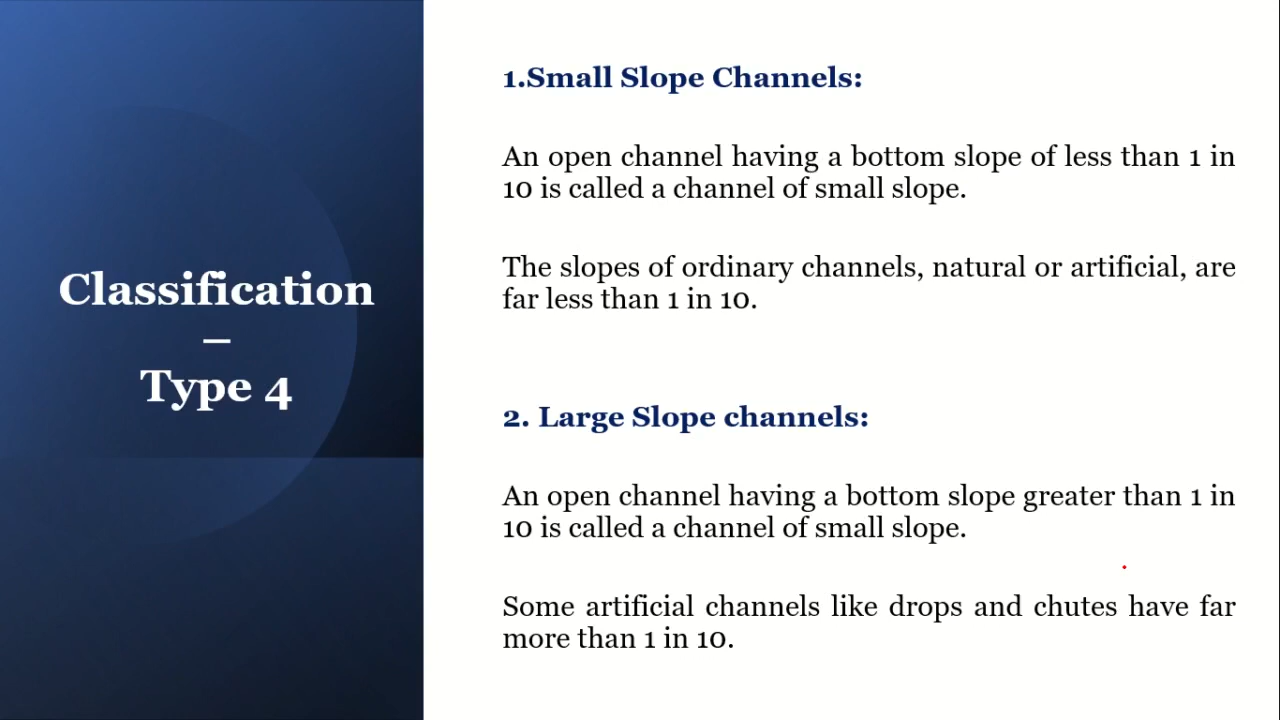 Classification
–
Type 4
1.Small Slope Channels:
An open channel having a bottom slope of less than 1 in
10 is called a channel of small slope.
The slopes of ordinary channels, natural or artificial, are
far less than 1 in 10.
2. Large Slope channels:
An open channel having a bottom slope greater than 1 in
10 is called a channel of small slope.
Some artificial channels like drops and chutes have far
more than 1 in 10.